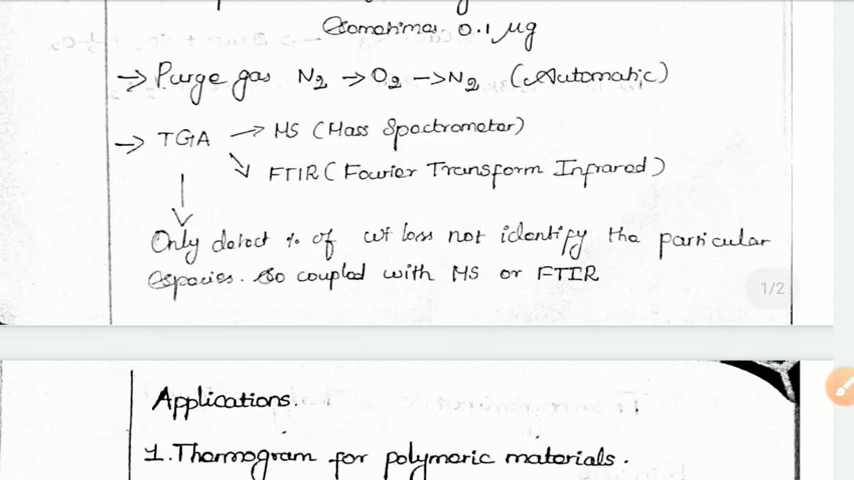 Sometimes 0.1 μg
→ Purge gas N2 → O2 → N2 (Automatic)
→ TGA → MS (Mass Spectrometer)
↘ FTIR (Fourier Transform Infrared)
↓
Only detect % of wt loss not identify the particular
species. So coupled with MS or FTIR
1/2
Applications.
1. Thermogram for polymeric materials.